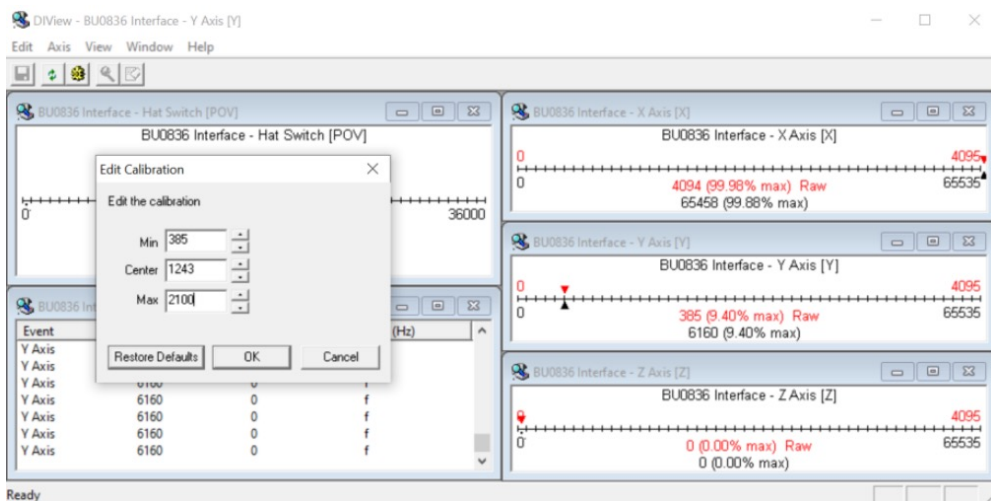 DIView - BU0836 Interface - Y Axis [Y]
Edit Axis View Window Help
BU0836 Interface - Hat Switch [POV]
BU0836 Interface - Hat Switch [POV]
0
36000
Edit Calibration
Edit the calibration
Min 385
Center 1243
Max 2100
Restore Defaults OK Cancel
BU0836 Int
Event (Hz)
Y Axis
Y Axis
Y Axis 0 f
Y Axis 6160 0 f
Y Axis 6160 0 f
Y Axis 6160 0 f
Y Axis 6160 0 f
BU0836 Interface - X Axis [X]
BU0836 Interface - X Axis [X]
0 4095
0 65535
4094 (99.98% max) Raw
65458 (99.88% max)
BU0836 Interface - Y Axis [Y]
BU0836 Interface - Y Axis [Y]
0 4095
0 65535
385 (9.40% max) Raw
6160 (9.40% max)
BU0836 Interface - Z Axis [Z]
BU0836 Interface - Z Axis [Z]
4095
0 65535
0 (0.00% max) Raw
0 (0.00% max)
Ready